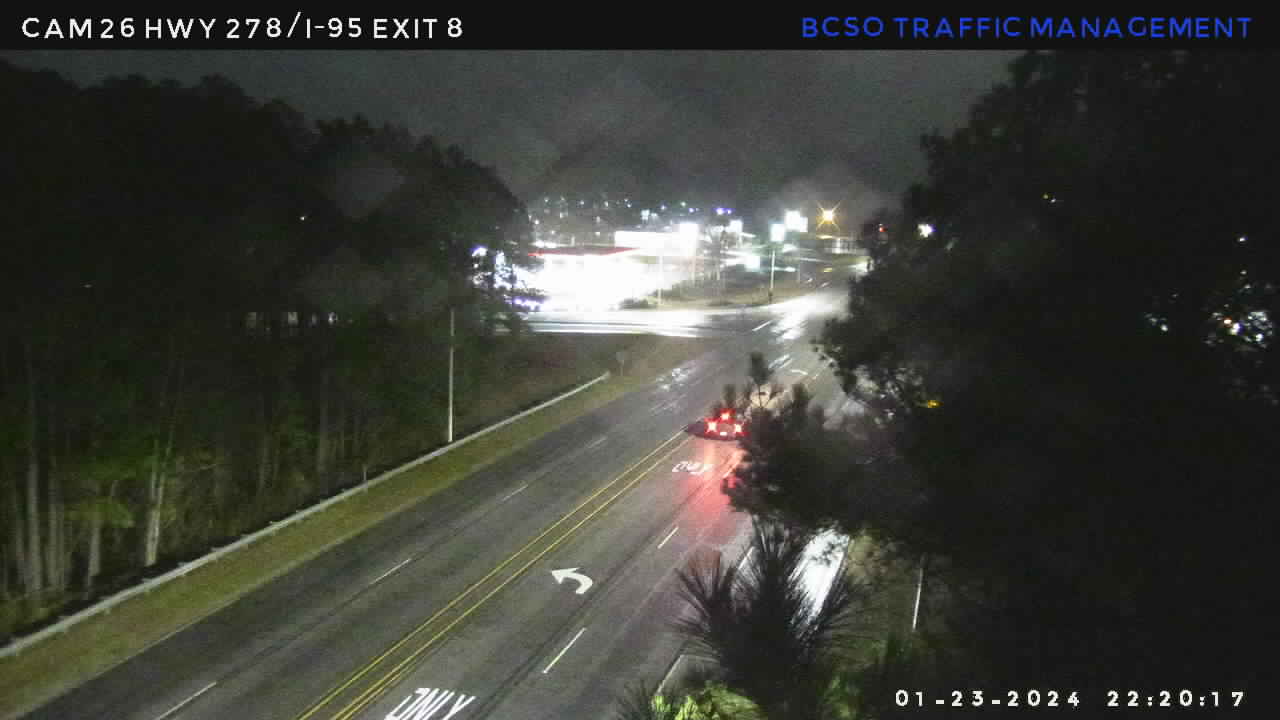 CAM26 HWY 278/I-95 EXIT 8
BCSO TRAFFIC MANAGEMENT
ONLY
ONLY
01-23-2024 22:20:17